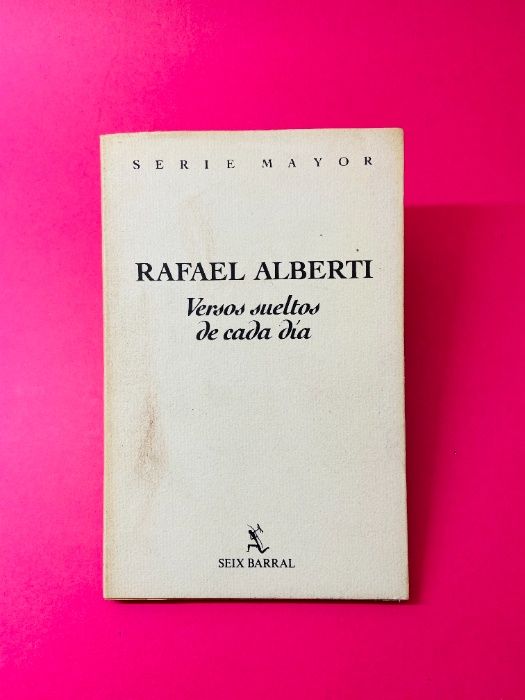 SERIE MAYOR
RAFAEL ALBERTI
Versos sueltos
de cada día
SEIX BARRAL